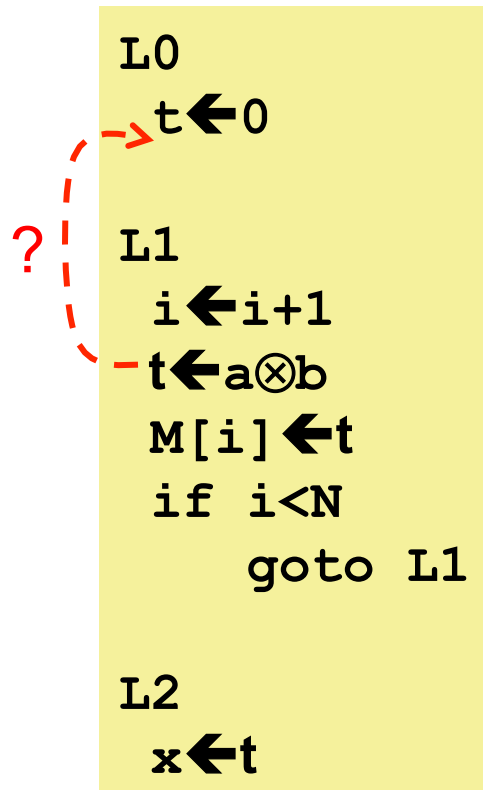 L0
t🡸0
?
L1
i🡸i+1
t🡸a⊗b
M[i]🡸t
if i<N
goto L1
L2
x🡸t